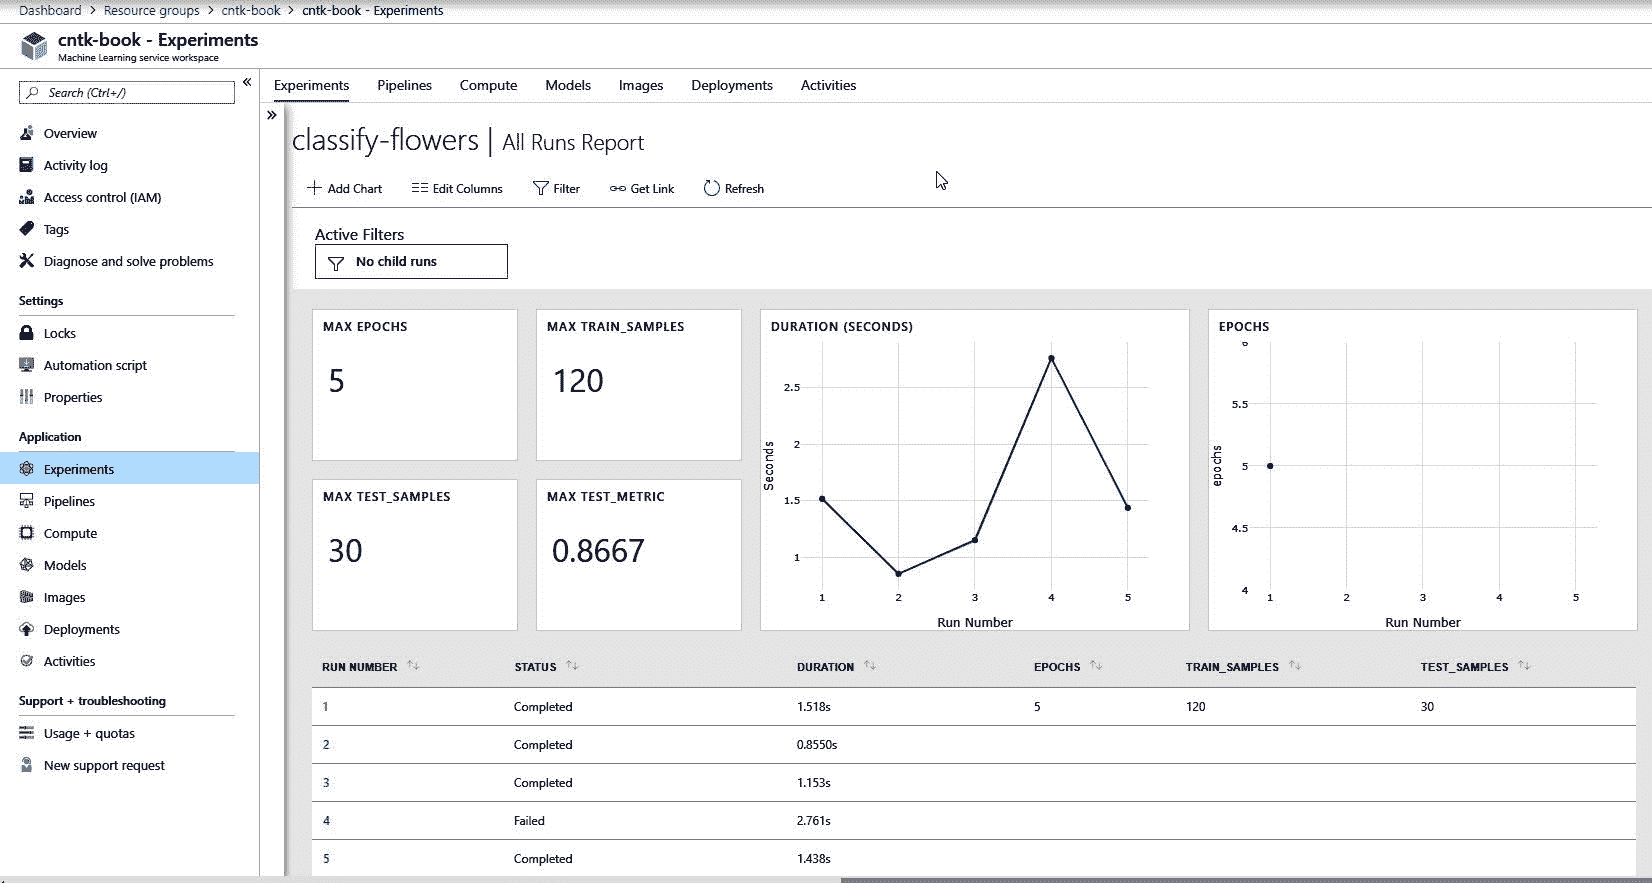 Dashboard > Resource groups > cntk-book > cntk-book - Experiments
cntk-book - Experiments
Machine Learning service workspace
Search (Ctrl+/)
«
Overview
Activity log
Access control (IAM)
Tags
Diagnose and solve problems
Settings
Locks
Automation script
Properties
Application
Experiments
Pipelines
Compute
Models
Images
Deployments
Activities
Support + troubleshooting
Usage + quotas
New support request
Experiments Pipelines Compute Models Images Deployments Activities
»
classify-flowers | All Runs Report
Add Chart Edit Columns Filter Get Link Refresh
Active Filters
No child runs
MAX EPOCHS
5
MAX TRAIN_SAMPLES
120
MAX TEST_SAMPLES
30
MAX TEST_METRIC
0.8667
DURATION (SECONDS)
2.5
2
1.5
1
Seconds
1 2 3 4 5
Run Number
EPOCHS
6
5.5
5
4.5
4
epochs
1 2 3 4 5
Run Number
RUN NUMBER STATUS DURATION EPOCHS TRAIN_SAMPLES TEST_SAMPLES
1 Completed 1.518s 5 120 30
2 Completed 0.8550s
3 Completed 1.153s
4 Failed 2.761s
5 Completed 1.438s